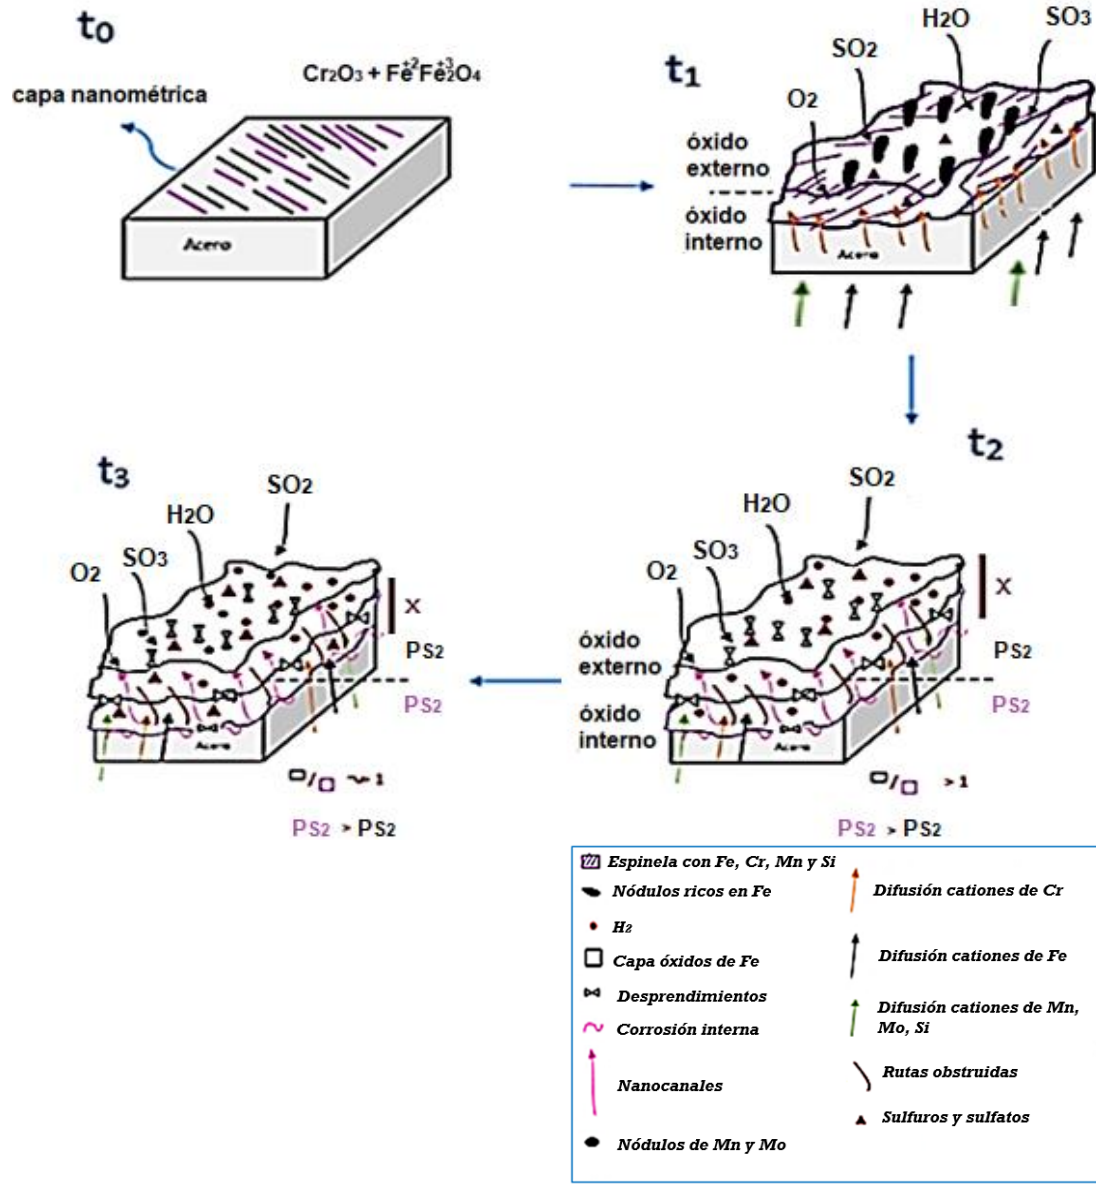 t0
Cr2O3 + Fe+2Fe2+3O4
capa nanométrica
Acero
t1
H2O
SO3
SO2
O2
óxido
externo
óxido
interno
Acero
t2
SO2
H2O
SO3
O2
X
óxido
externo
PS2
PS2
óxido
interno
Acero
> 1
PS2 > PS2
t3
SO2
H2O
SO3
O2
X
PS2
PS2
Acero
/ ~ 1
PS2 > PS2
Espinela con Fe, Cr, Mn y Si
Nódulos ricos en Fe
H2
Capa óxidos de Fe
Desprendimientos
Corrosión interna
Nanocanales
Nódulos de Mn y Mo
Difusión cationes de Cr
Difusión cationes de Fe
Difusión cationes de Mn,
Mo, Si
Rutas obstruidas
Sulfuros y sulfatos